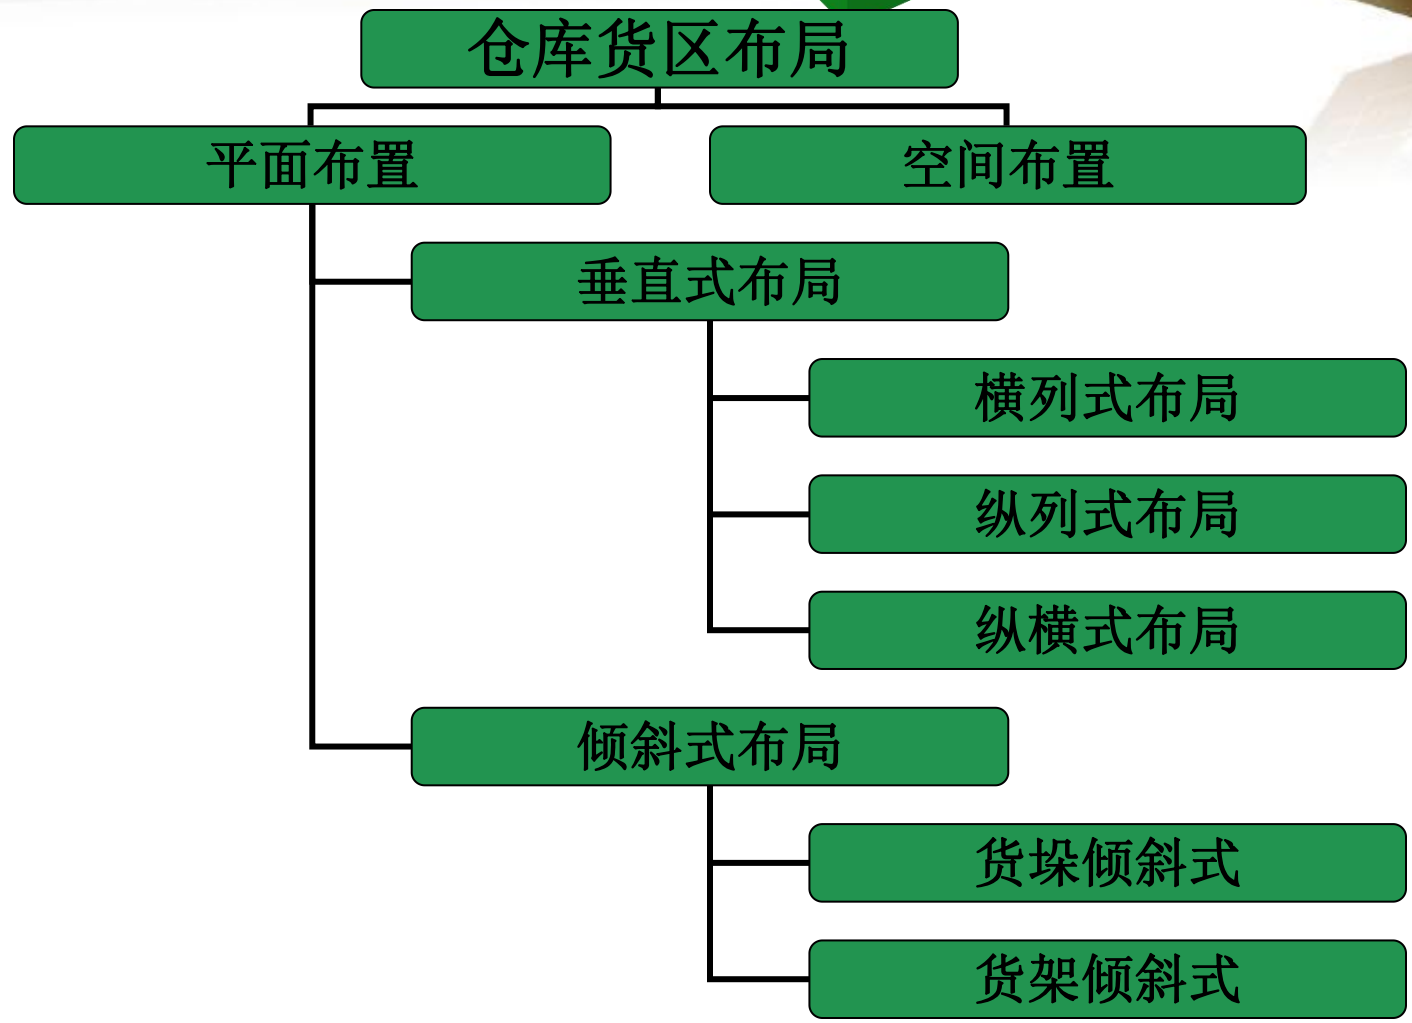 仓库货区布局
平面布置
空间布置
垂直式布局
横列式布局
纵列式布局
纵横式布局
倾斜式布局
货垛倾斜式
货架倾斜式